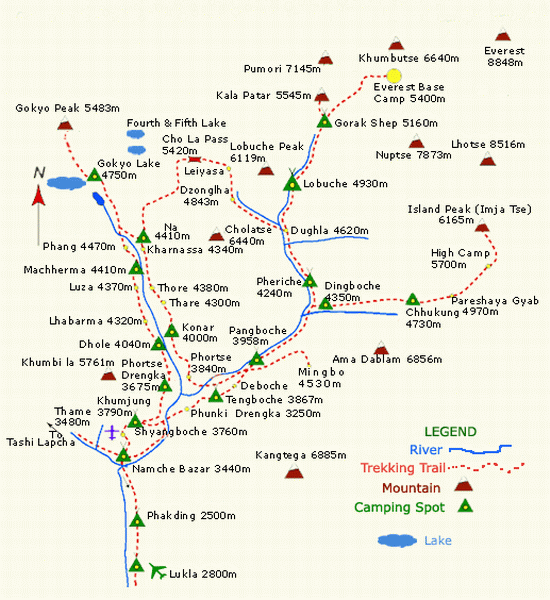 Everest
8848m
Khumbutse 6640m
Pumori 7145m
Everest Base
Camp 5400m
Kala Patar 5545m
Gokyo Peak 5483m
Fourth & Fifth Lake
Gorak Shep 5160m
Cho La Pass
5420m
Lobuche Peak
6119m
Nuptse 7873m
Lhotse 8516m
Gokyo Lake
4750m
Leiyasa
N
Dzonglha
4843m
Lobuche 4930m
Island Peak (Imja Tse)
6165m
Na
4410m
Cholatse
6440m
Dughla 4620m
Phang 4470m
Kharnassa 4340m
High Camp
5700m
Machherma 4410m
Luza 4370m
Thore 4380m
Pheriche
4240m
Dingboche
4350m
Thare 4300m
Pareshaya Gyab
Chhukung 4970m
4730m
Lhabarma 4320m
Konar
4000m
Pangboche
3958m
Dhole 4040m
Khumbi la 5761m
Phortse
Drengka
3675m
Phortse
3840m
Ama Dablam 6856m
Mingbo
4530m
Deboche
Tengboche 3867m
Khumjung
3790m
Phunki Drengka 3250m
Thame
3480m
To
Tashi Lapcha
Shyangboche 3760m
Namche Bazar 3440m
Kangtega 6885m
LEGEND
River
Trekking Trail
Mountain
Camping Spot
Phakding 2500m
Lake
Lukla 2800m